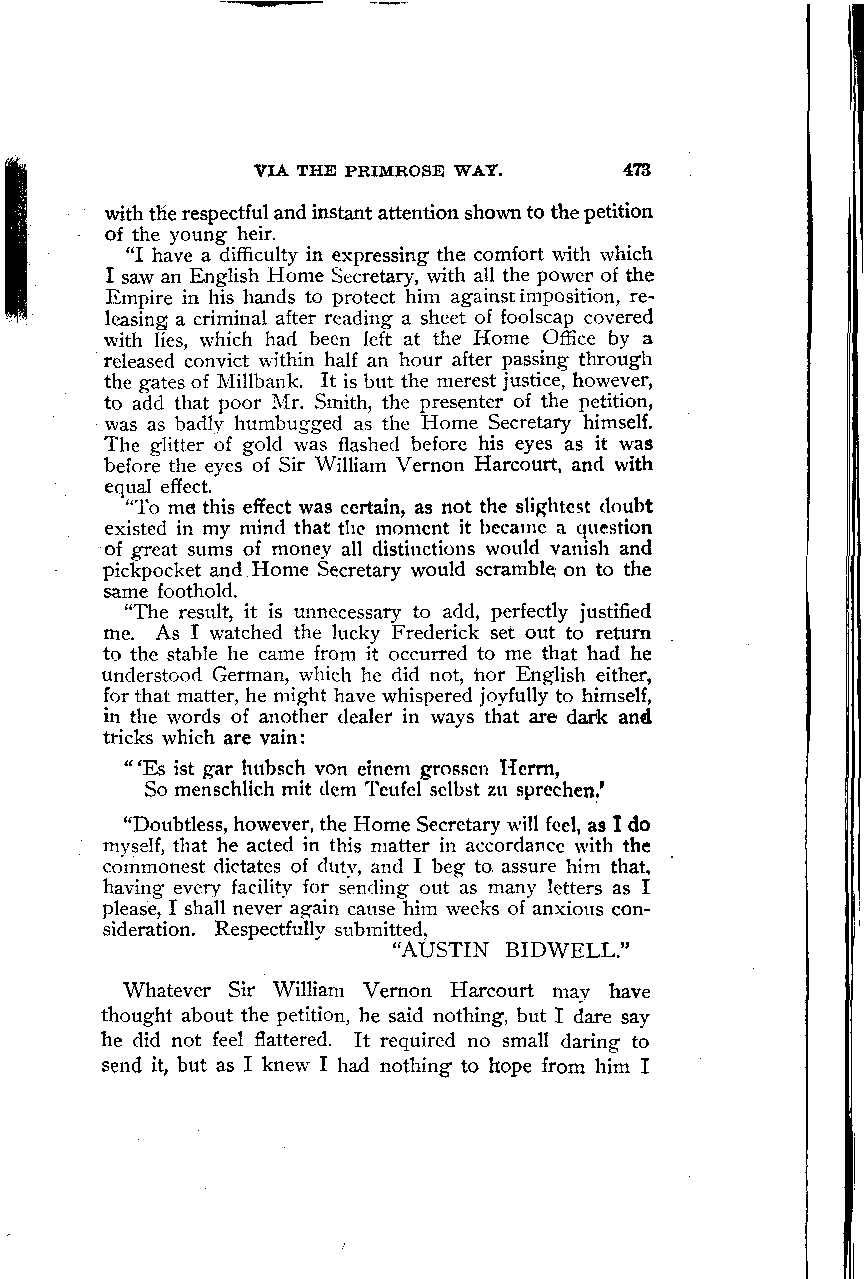 VIA THE PRIMROSE WAY. 473
with the respectful and instant attention shown to the petition
of the young heir.
“I have a difficulty in expressing the comfort with which
I saw an English Home Secretary, with all the power of the
Empire in his hands to protect him against imposition, re-
leasing a criminal after reading a sheet of foolscap covered
with lies, which had been left at the Home Office by a
released convict within half an hour after passing through
the gates of Millbank. It is but the merest justice, however,
to add that poor Mr. Smith, the presenter of the petition,
was as badly humbugged as the Home Secretary himself.
The glitter of gold was flashed before his eyes as it was
before the eyes of Sir William Vernon Harcourt, and with
equal effect.
“To me this effect was certain, as not the slightest doubt
existed in my mind that the moment it became a question
of great sums of money all distinctions would vanish and
pickpocket and Home Secretary would scramble on to the
same foothold.
“The result, it is unnecessary to add, perfectly justified
me. As I watched the lucky Frederick set out to return
to the stable he came from it occurred to me that had he
understood German, which he did not, nor English either,
for that matter, he might have whispered joyfully to himself,
in the words of another dealer in ways that are dark and
tricks which are vain:
“ ‘Es ist gar hubsch von einem grossen Herrn,
So menschlich mit dem Teufel selbst zu sprechen.’
“Doubtless, however, the Home Secretary will feel, as I do
myself, that he acted in this matter in accordance with the
commonest dictates of duty, and I beg to assure him that,
having every facility for sending out as many letters as I
please, I shall never again cause him weeks of anxious con-
sideration. Respectfully submitted,
“AUSTIN BIDWELL.”
Whatever Sir William Vernon Harcourt may have
thought about the petition, he said nothing, but I dare say
he did not feel flattered. It required no small daring to
send it, but as I knew I had nothing to hope from him I